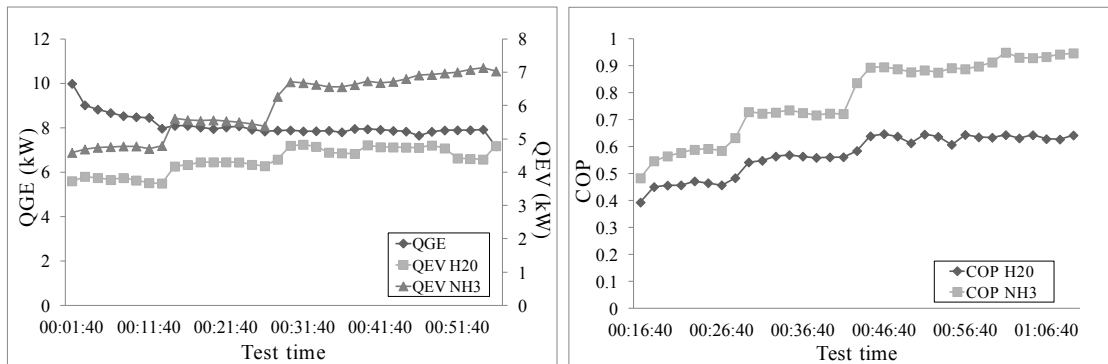 12
10
8
6
4
2
0
QGE (kW)
8
7
6
5
4
3
2
1
0
QEV (kW)
QGE
QEV H20
QEV NH3
00:01:40 00:11:40 00:21:40 00:31:40 00:41:40 00:51:40
Test time
1
0.9
0.8
0.7
0.6
0.5
0.4
0.3
0.2
0.1
0
COP
COP H20
COP NH3
00:16:40 00:26:40 00:36:40 00:46:40 00:56:40 01:06:40
Test time